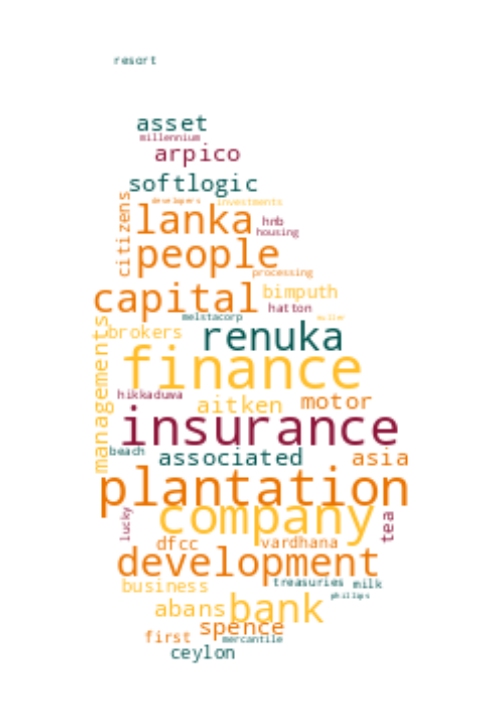 resort
asset
millennium
arpico
softlogic
citizens
developers investments
lanka
hnb
housing
people
processing
capital
bimputh
hatton
melstacorp
miller
managements
brokers
renuka
finance
hikkaduwa
aitken
motor
insurance
beach
associated
asia
plantation
lucky
company
tea
dfcc
vardhana
development
treasuries
business
milk
phillips
abans
bank
spence
first
mercantile
ceylon